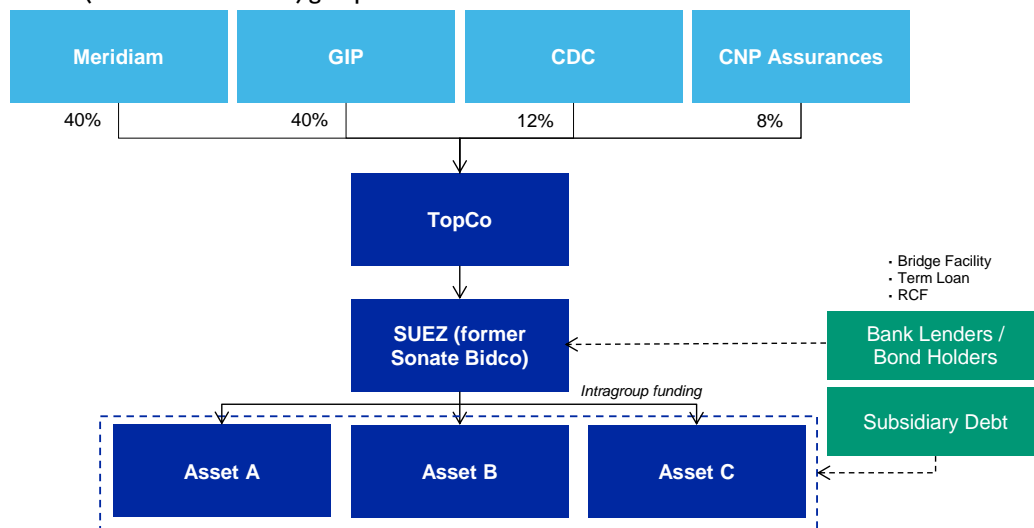 Meridiam
GIP
CDC
CNP Assurances
40%
40%
12%
8%
TopCo
· Bridge Facility
· Term Loan
· RCF
SUEZ (former
Sonate Bidco)
Bank Lenders /
Bond Holders
Intragroup funding
Subsidiary Debt
Asset A
Asset B
Asset C